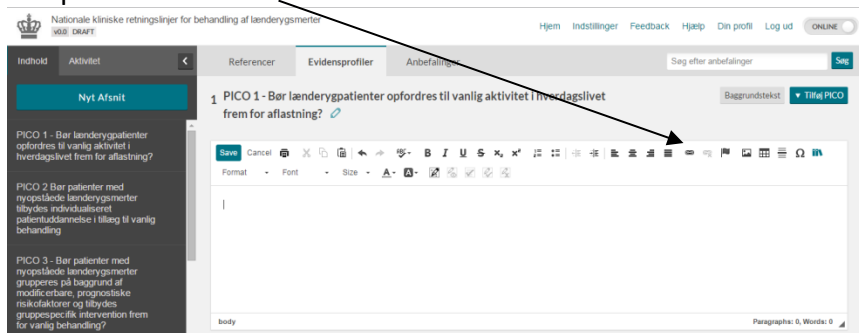 Nationale kliniske retningslinjer for behandling af lænderygsmerter
v0.0 DRAFT
Hjem Indstillinger Feedback Hjælp Din profil Log ud ONLINE
Indhold Aktivitet
Referencer Evidensprofiler Anbefalinger
Søg efter anbefalinger Søg
Nyt Afsnit
1 PICO 1 - Bør lænderygpatienter opfordres til vanlig aktivitet i hverdagslivet
frem for aflastning?
Baggrundstekst Tilføj PICO
PICO 1 - Bør lænderygpatienter
opfordres til vanlig aktivitet i
hverdagslivet frem for aflastning?
PICO 2 Bør patienter med
nyopståede lænderygsmerter
tilbydes individualiseret
patientuddannelse i tillæg til vanlig
behandling
PICO 3 - Bør patienter med
nyopståede lænderygsmerter
grupperes på baggrund af
modificerbare, prognostiske
risikofaktorer og tilbydes
gruppespecifik intervention frem
for vanlig behandling?
Save Cancel B I U S x₂ x² Ω
Format Font Size A A
body
Paragraphs: 0, Words: 0